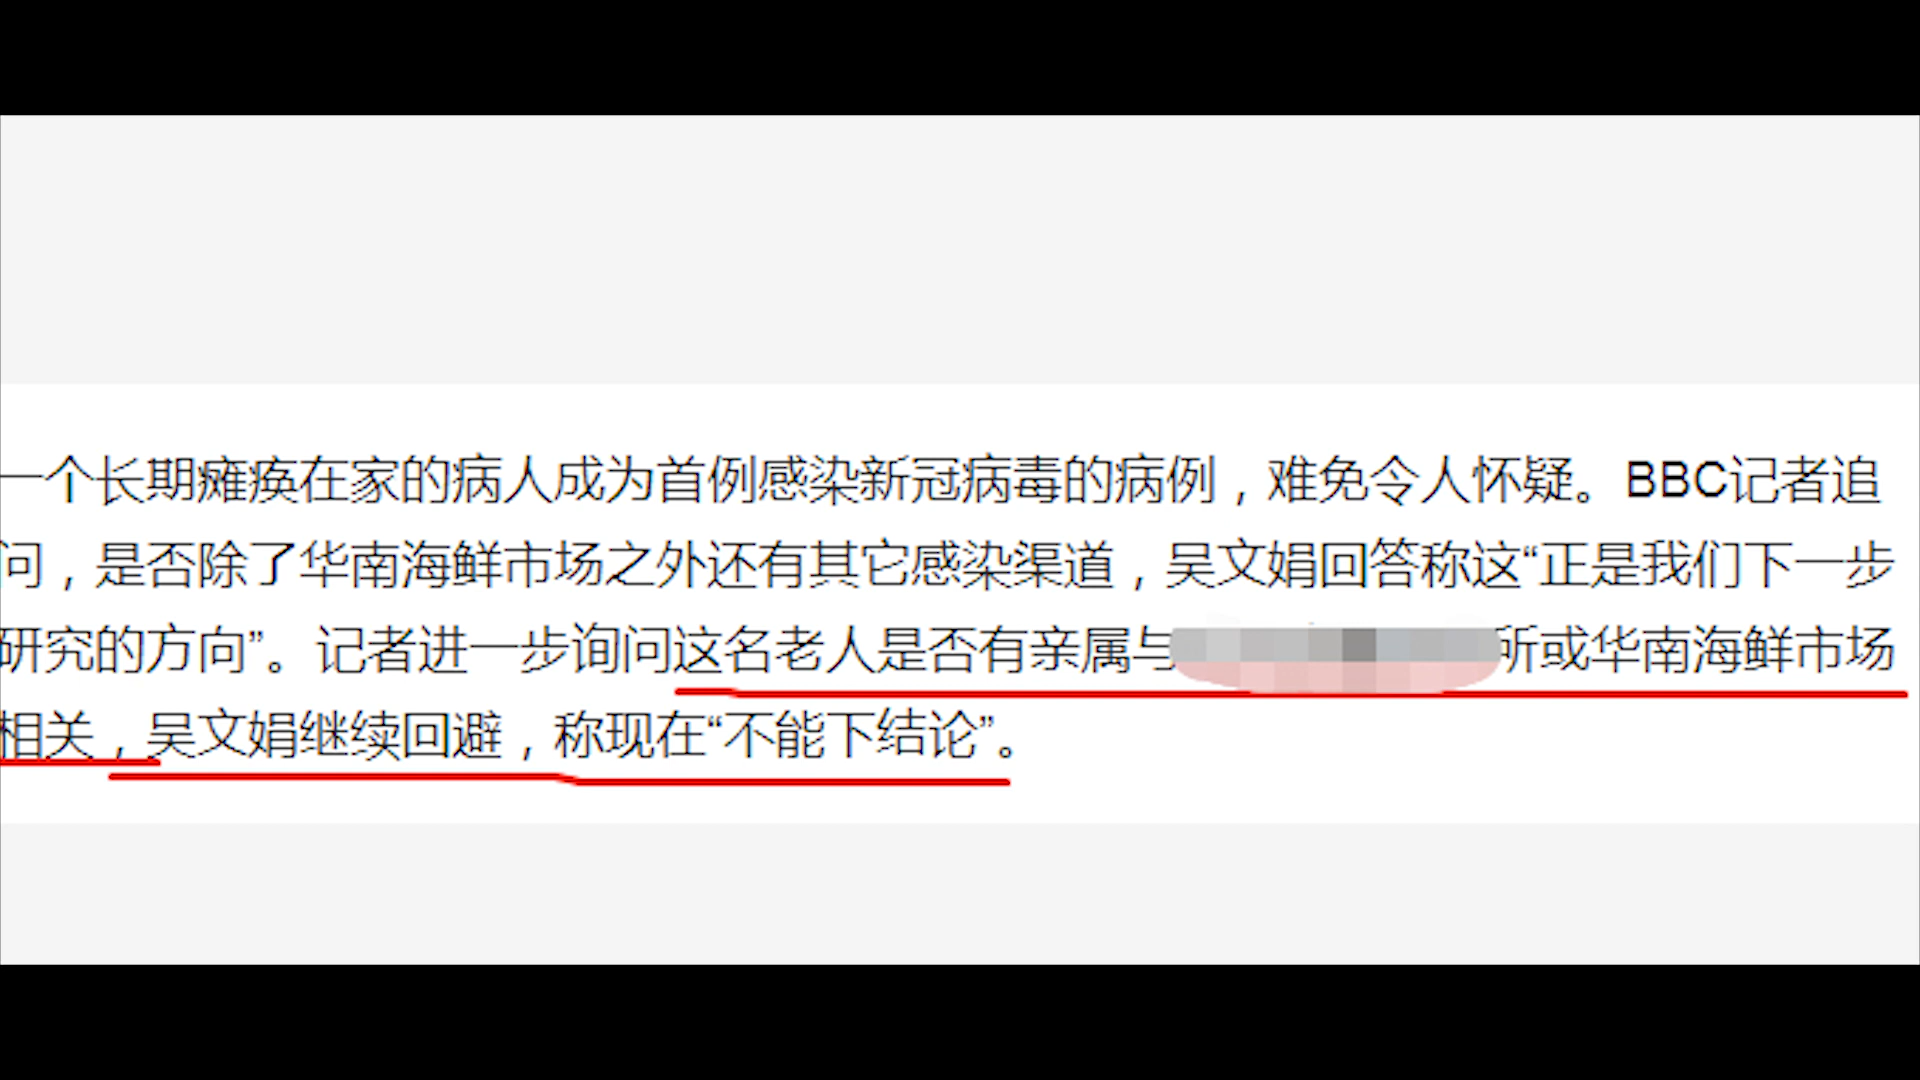 一个长期瘫痪在家的病人成为首例感染新冠病毒的病例，难免令人怀疑。BBC记者追
问，是否除了华南海鲜市场之外还有其它感染渠道，吴文娟回答称这“正是我们下一步
研究的方向”。记者进一步询问这名老人是否有亲属与所或华南海鲜市场
相关，吴文娟继续回避，称现在“不能下结论”。